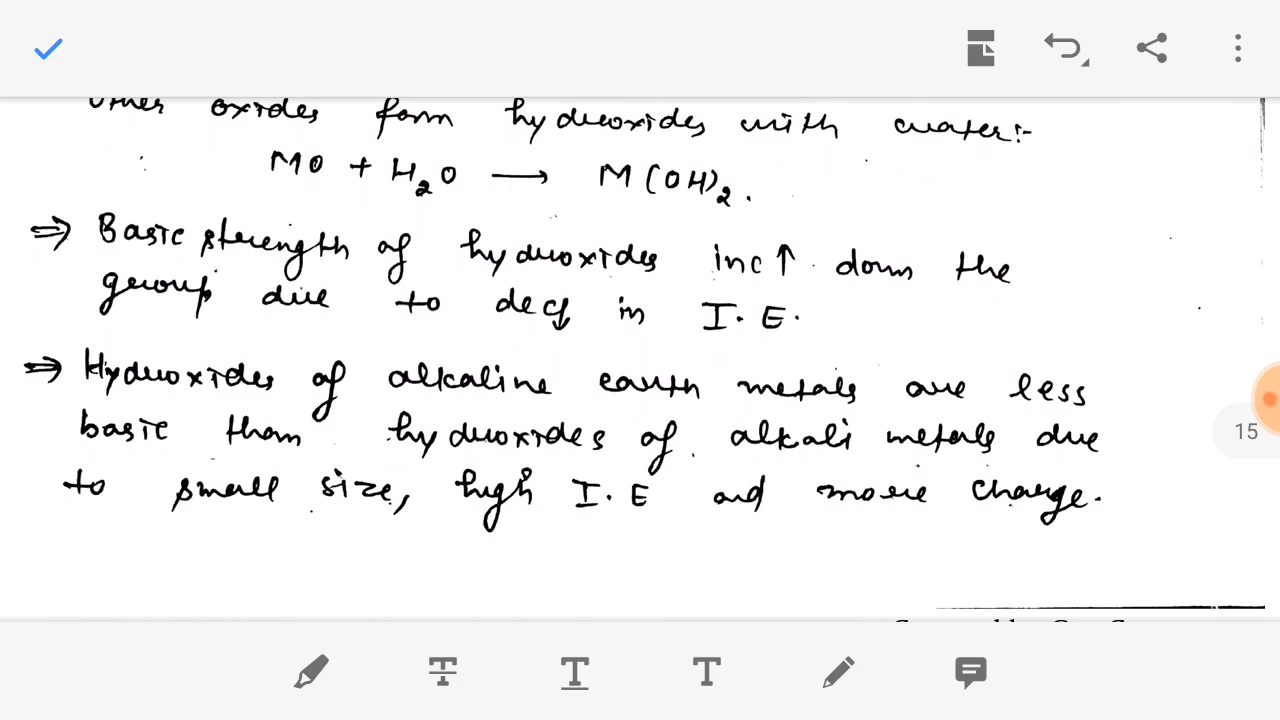 other oxides form hydroxides with water:-
MO + H₂O ⟶ M(OH)₂.
⇒ Basic strength of hydroxides inc↑ down the
group due to dec↓ in I.E.
⇒ Hydroxides of alkaline earth metals are less
basic than hydroxides of alkali metals due
to small size, high I.E and more charge.
15